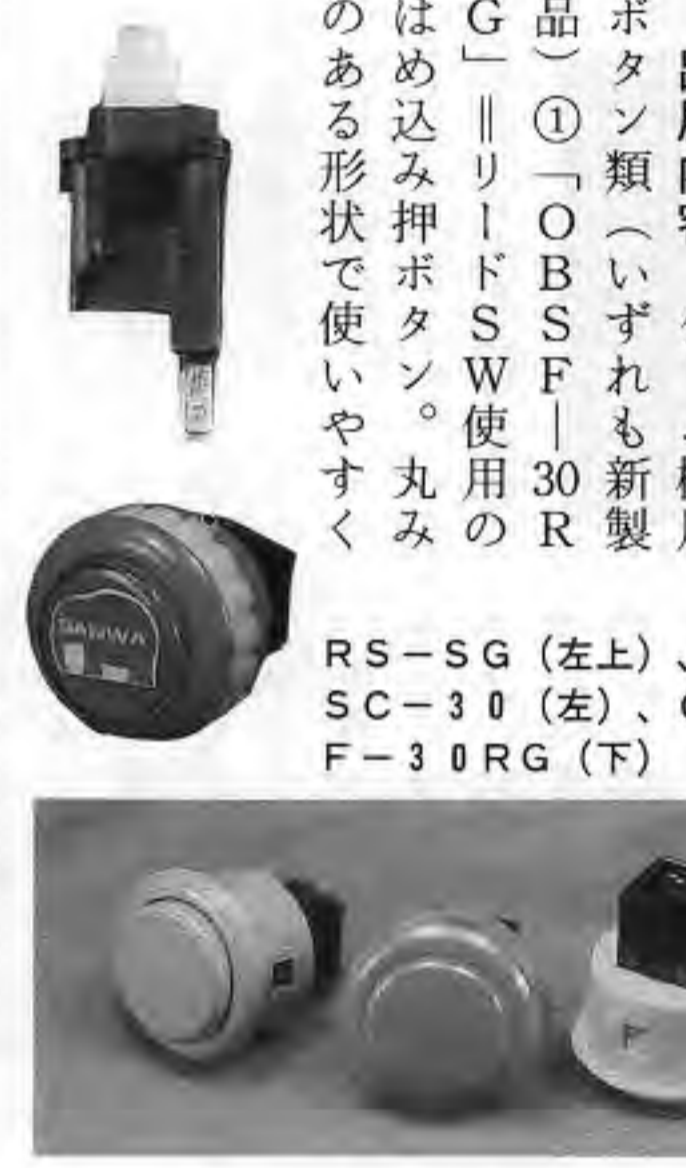 ボタン類（いずれも新製
品）①「OBSF―30R
G」＝リードSW使用の
はめ込み押ボタン。丸み
のある形状で使いやすく
RS－SG（左上）、
SC－30（左）、
F－30RG（下）
SANWA